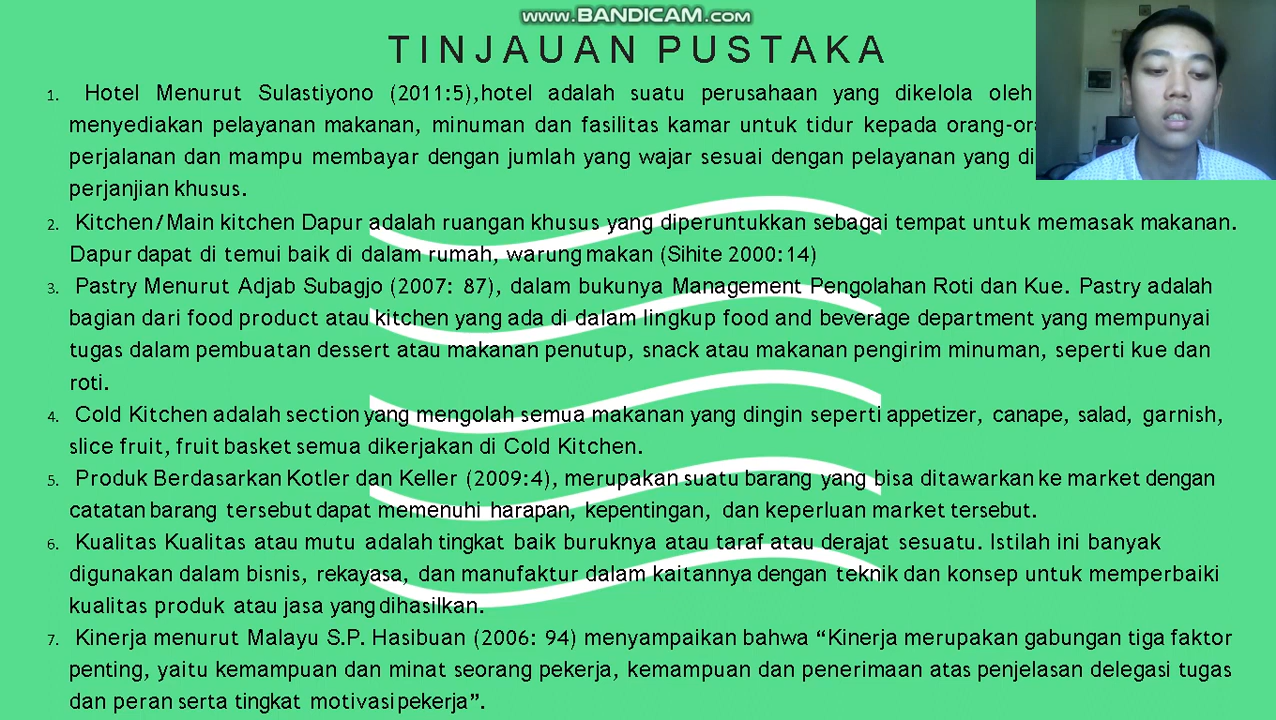 www.BANDICAM.com
TINJAUAN PUSTAKA
1. Hotel Menurut Sulastiyono (2011:5),hotel adalah suatu perusahaan yang dikelola oleh
menyediakan pelayanan makanan, minuman dan fasilitas kamar untuk tidur kepada
perjalanan dan mampu membayar dengan jumlah yang wajar sesuai dengan pelayanan yang
perjanjian khusus.
2. Kitchen/Main kitchen Dapur adalah ruangan khusus yang diperuntukkan sebagai tempat untuk memasak makanan.
Dapur dapat di temui baik di dalam rumah, warung makan (Sihite 2000:14)
3. Pastry Menurut Adjab Subagjo (2007: 87), dalam bukunya Management Pengolahan Roti dan Kue. Pastry adalah
bagian dari food product atau kitchen yang ada di dalam lingkup food and beverage department yang mempunyai
tugas dalam pembuatan dessert atau makanan penutup, snack atau makanan pengirim minuman, seperti kue dan
roti.
4. Cold Kitchen adalah section yang mengolah semua makanan yang dingin seperti appetizer, canape, salad, garnish,
slice fruit, fruit basket semua dikerjakan di Cold Kitchen.
5. Produk Berdasarkan Kotler dan Keller (2009:4), merupakan suatu barang yang bisa ditawarkan ke market dengan
catatan barang tersebut dapat memenuhi harapan, kepentingan, dan keperluan market tersebut.
6. Kualitas Kualitas atau mutu adalah tingkat baik buruknya atau taraf atau derajat sesuatu. Istilah ini banyak
digunakan dalam bisnis, rekayasa, dan manufaktur dalam kaitannya dengan teknik dan konsep untuk memperbaiki
kualitas produk atau jasa yang dihasilkan.
7. Kinerja menurut Malayu S.P. Hasibuan (2006: 94) menyampaikan bahwa “Kinerja merupakan gabungan tiga faktor
penting, yaitu kemampuan dan minat seorang pekerja, kemampuan dan penerimaan atas penjelasan delegasi tugas
dan peran serta tingkat motivasi pekerja”.